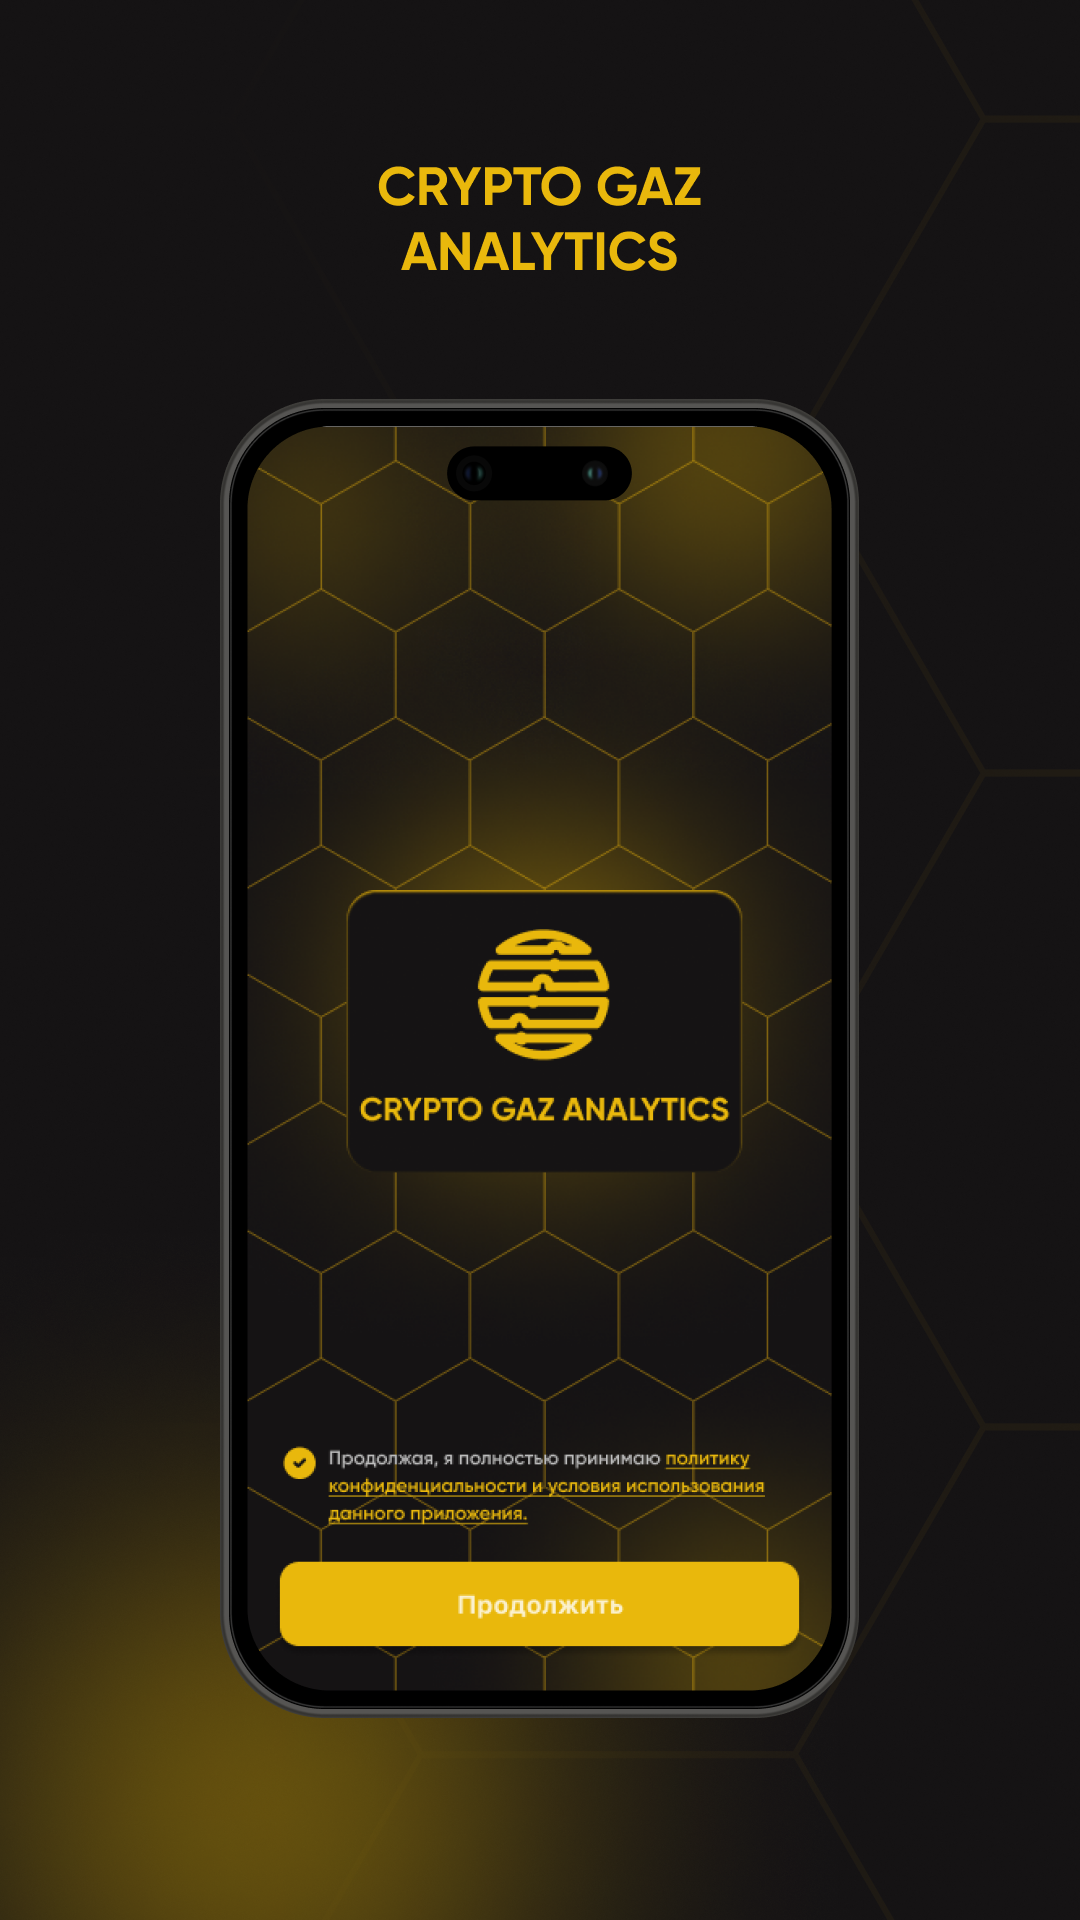 CRYPTO GAZ
ANALYTICS
CRYPTO GAZ ANALYTICS
Продолжая, я полностью принимаю политику
конфиденциальности и условия использования
данного приложения.
Продолжить